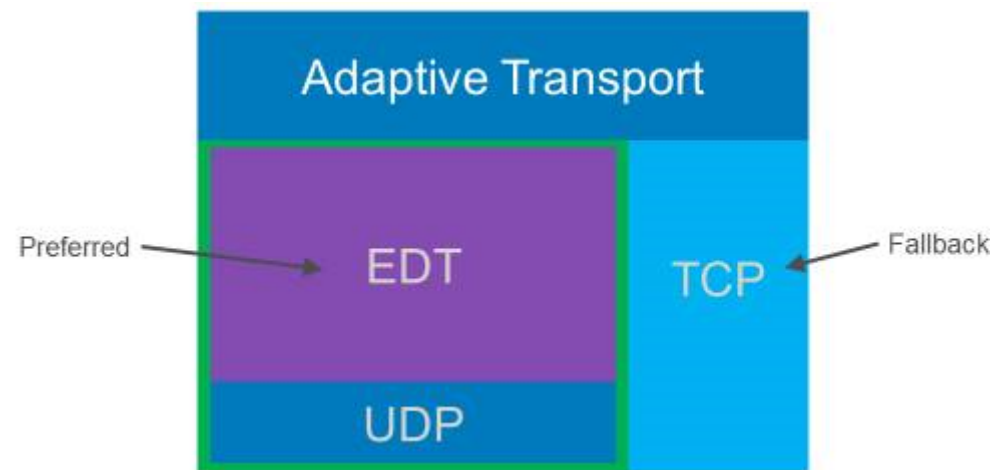 Adaptive Transport
Preferred
EDT
TCP
Fallback
UDP